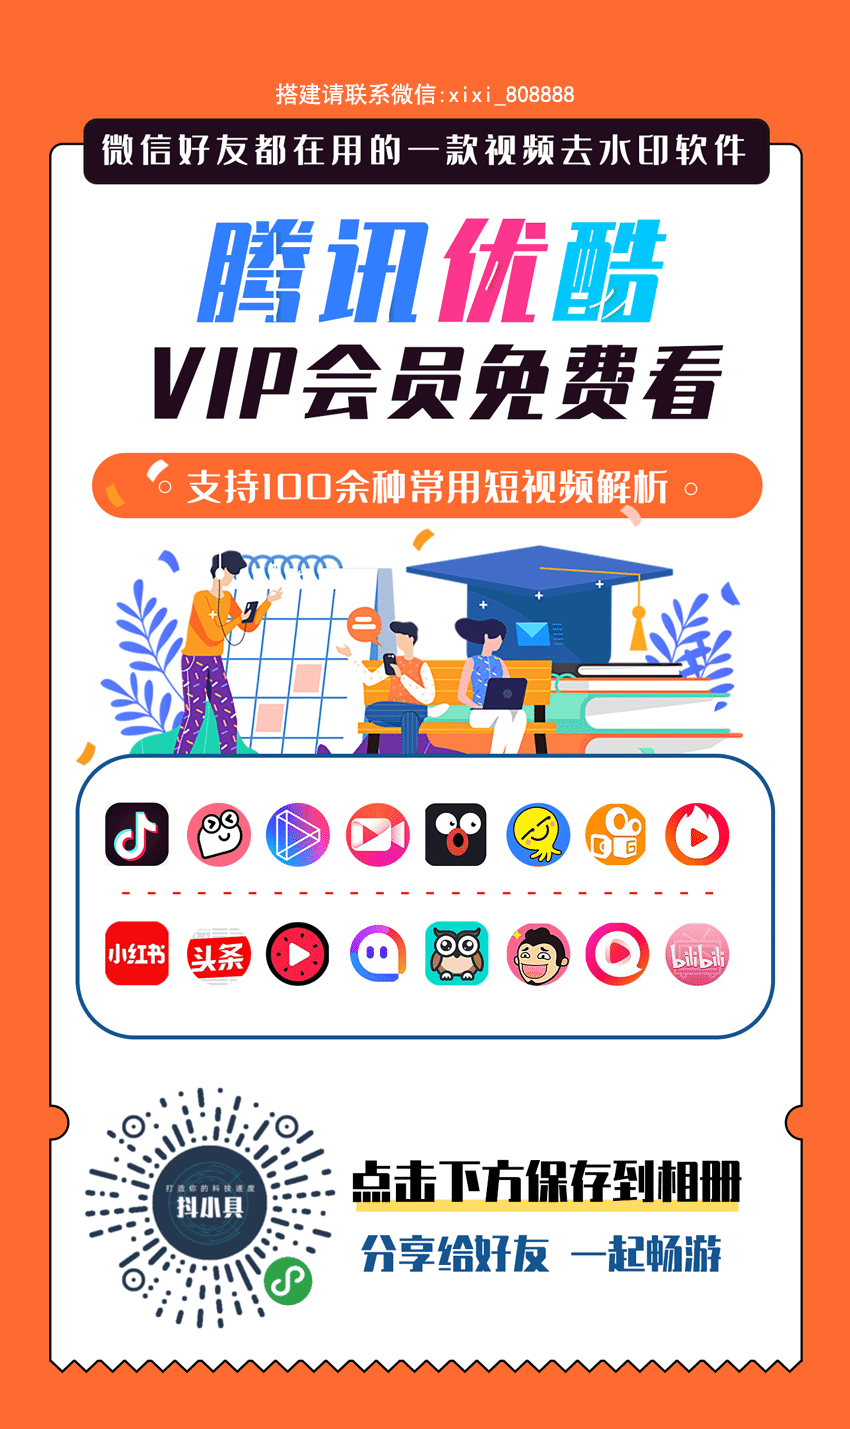 搭建请联系微信:xixi_808888
微信好友都在用的一款视频去水印软件
腾讯优酷
VIP会员免费看
支持100余种常用短视频解析
小红书
头条
bilibili
打造你的科技速度
抖小具
点击下方保存到相册
分享给好友 一起畅游